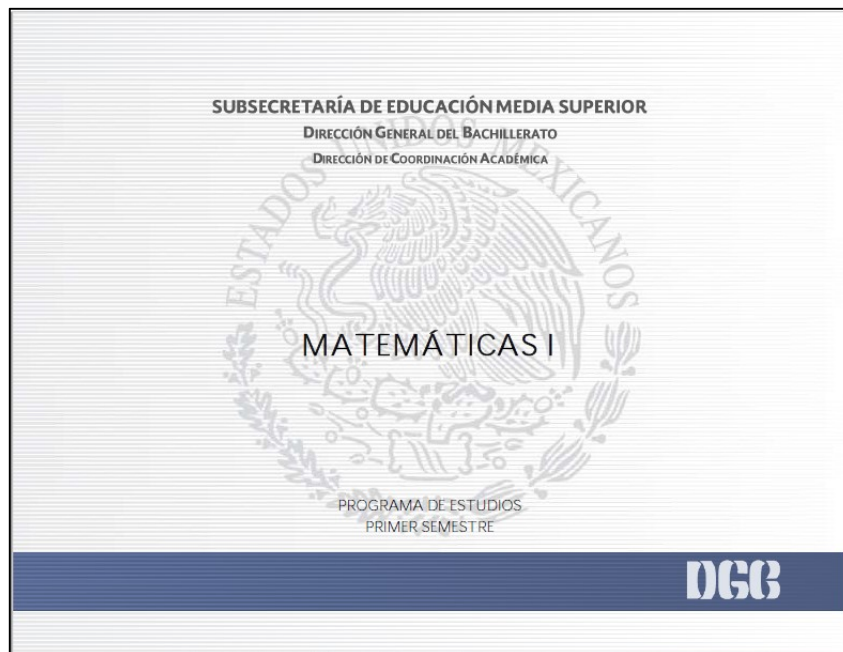 SUBSECRETARÍA DE EDUCACIÓN MEDIA SUPERIOR
DIRECCIÓN GENERAL DEL BACHILLERATO
DIRECCIÓN DE COORDINACIÓN ACADÉMICA
ESTADOS UNIDOS MEXICANOS
MATEMÁTICAS I
PROGRAMA DE ESTUDIOS
PRIMER SEMESTRE
DGB